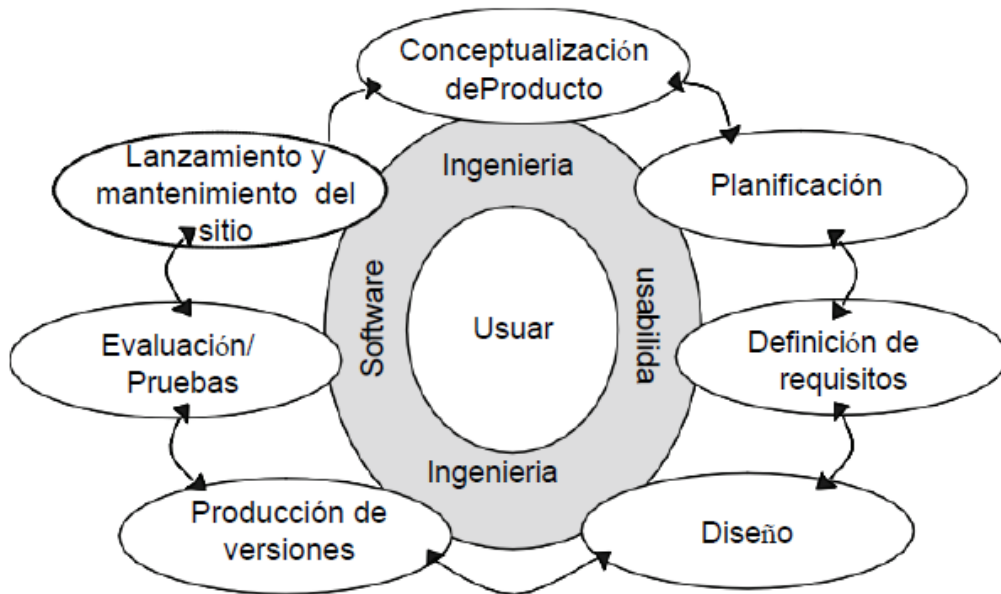 Conceptualización
deProducto
Ingenieria
Lanzamiento y
mantenimiento del
sitio
Planificación
Software
Usuar
usabilida
Evaluación/
Pruebas
Definición de
requisitos
Ingenieria
Producción de
versiones
Diseño